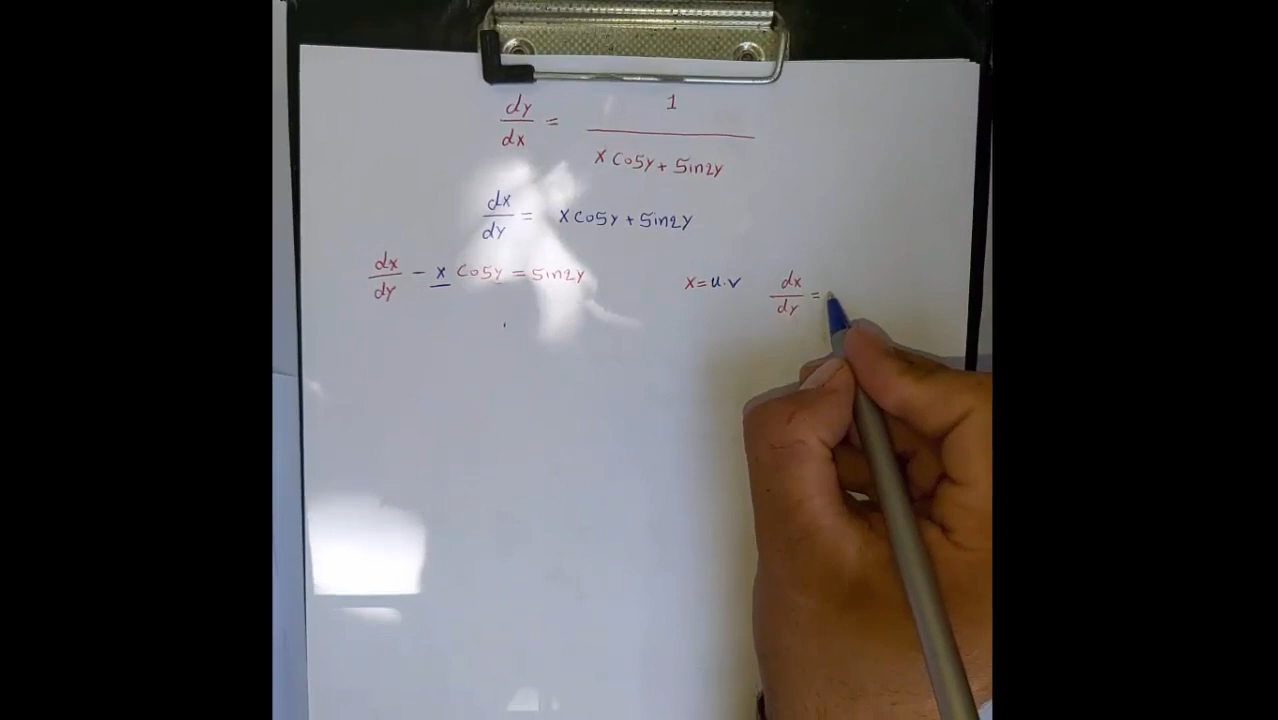 dy/dx = 1/(x cosy + sin2y)
dx/dy = x cosy + sin2y
dx/dy - x cosy = sin2y    x = u.v    dx/dy =